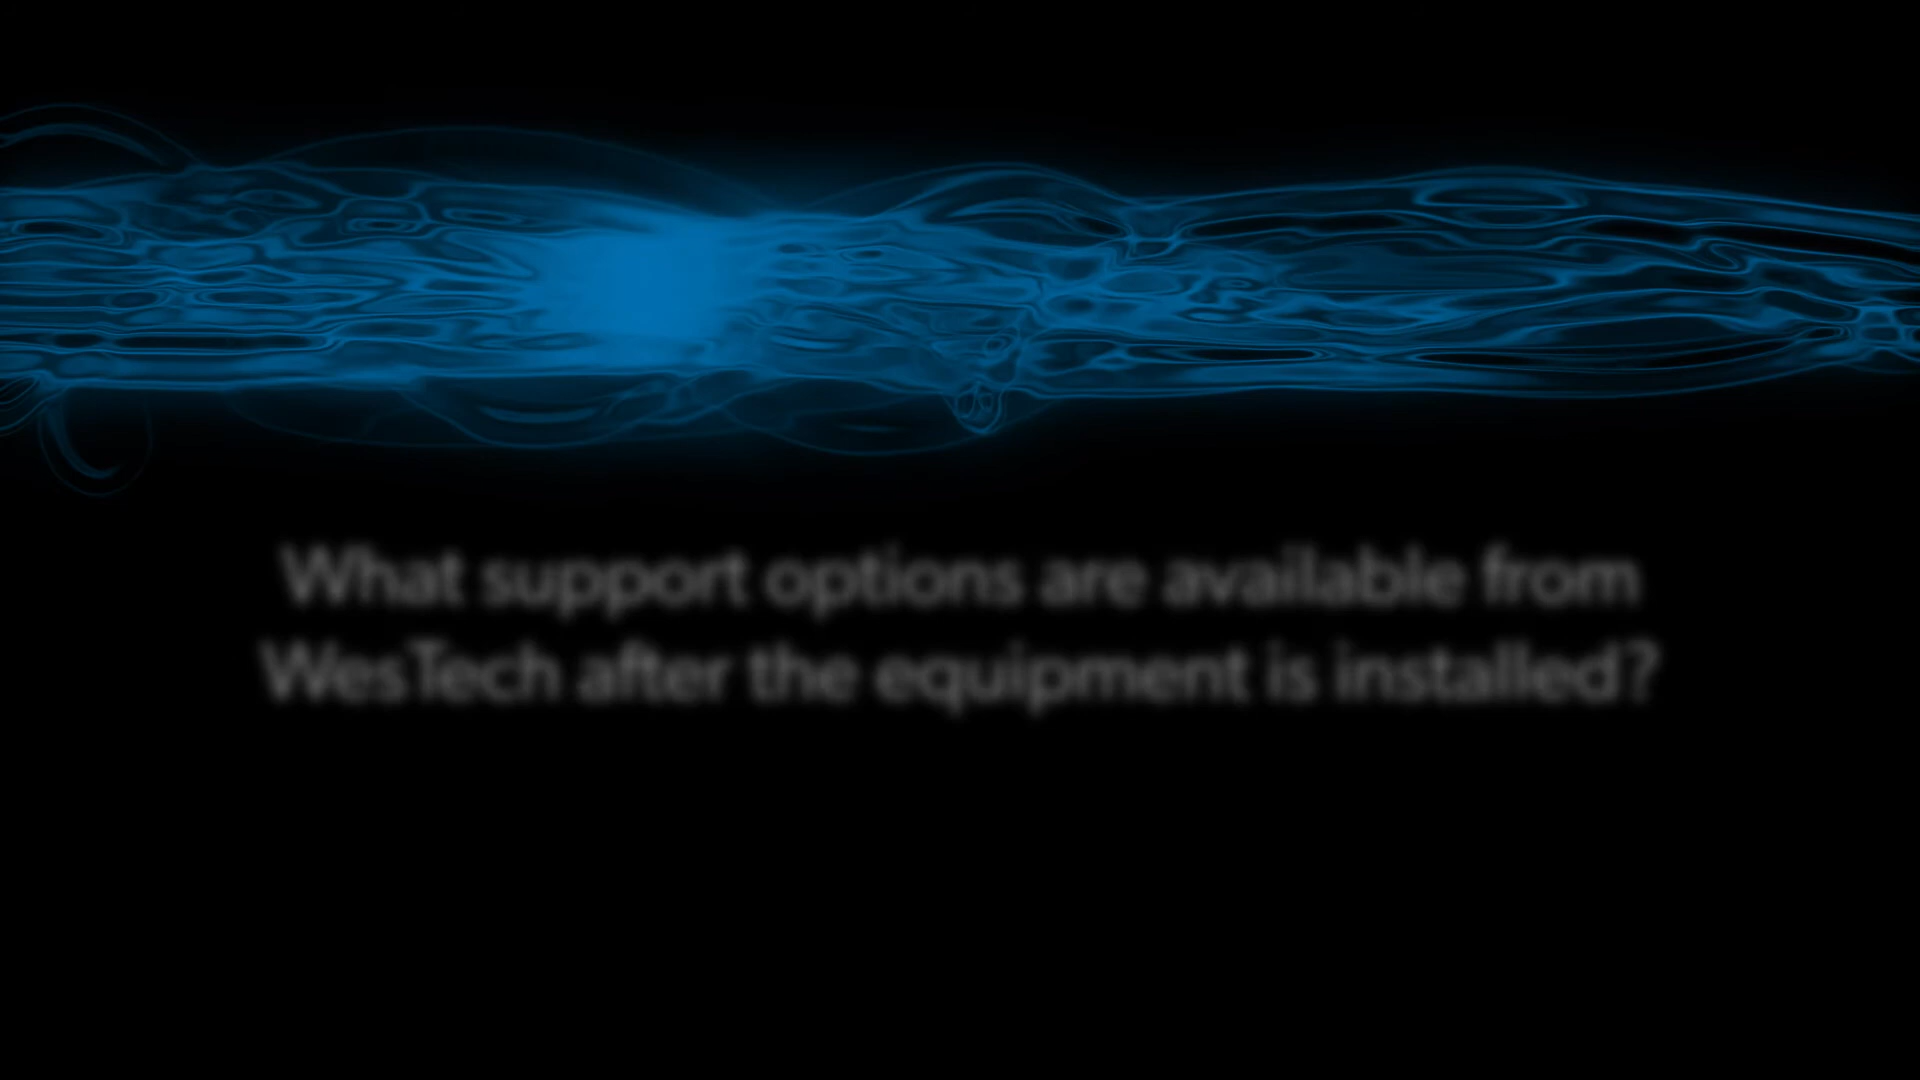 What support options are available from
WesTech after the equipment is installed?